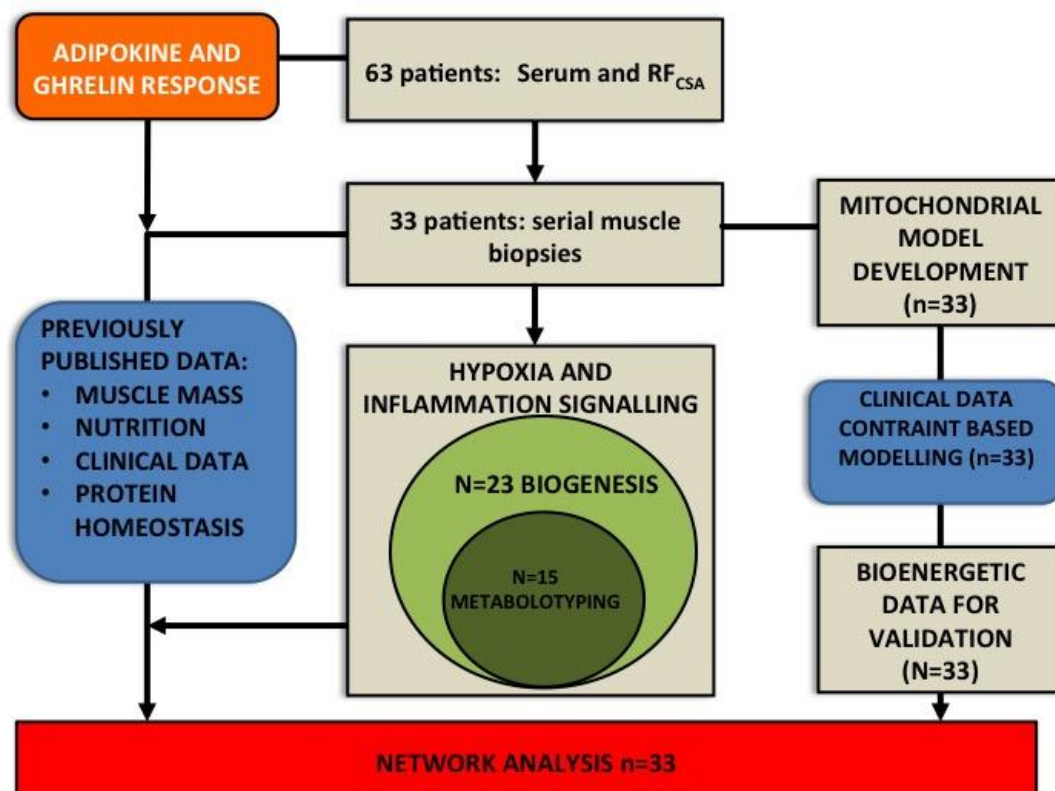 ADIPOKINE AND
GHRELIN RESPONSE
63 patients: Serum and RFCSA
33 patients: serial muscle
biopsies
MITOCHONDRIAL
MODEL
DEVELOPMENT
(n=33)
PREVIOUSLY
PUBLISHED DATA:
• MUSCLE MASS
• NUTRITION
• CLINICAL DATA
• PROTEIN
HOMEOSTASIS
HYPOXIA AND
INFLAMMATION SIGNALLING
N=23 BIOGENESIS
N=15
METABOLOTYPING
CLINICAL DATA
CONTRAINT BASED
MODELLING (n=33)
BIOENERGETIC
DATA FOR
VALIDATION
(N=33)
NETWORK ANALYSIS n=33